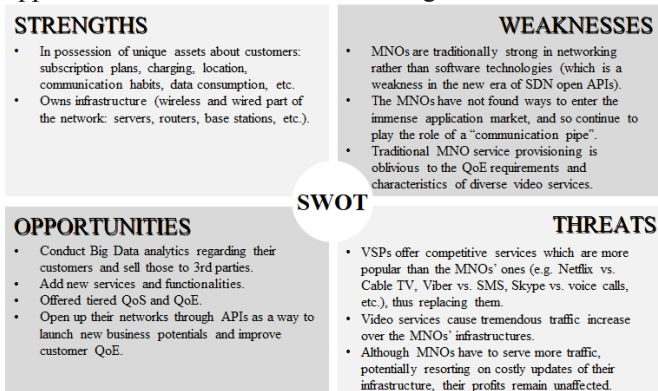 STRENGTHS
• In possession of unique assets about customers:
subscription plans, charging, location,
communication habits, data consumption, etc.
• Owns infrastructure (wireless and wired part of
the network: servers, routers, base stations, etc.).
WEAKNESSES
• MNOs are traditionally strong in networking
rather than software technologies (which is a
weakness in the new era of SDN open APIs).
• The MNOs have not found ways to enter the
immense application market, and so continue to
play the role of a “communication pipe”.
• Traditional MNO service provisioning is
oblivious to the QoE requirements and
characteristics of diverse video services.
SWOT
OPPORTUNITIES
• Conduct Big Data analytics regarding their
customers and sell those to 3rd parties.
• Add new services and functionalities.
• Offered tiered QoS and QoE.
• Open up their networks through APIs as a way to
launch new business potentials and improve
customer QoE.
THREATS
• VSPs offer competitive services which are more
popular than the MNOs’ ones (e.g. Netflix vs.
Cable TV, Viber vs. SMS, Skype vs. voice calls,
etc.), thus replacing them.
• Video services cause tremendous traffic increase
over the MNOs’ infrastructures.
• Although MNOs have to serve more traffic,
potentially resorting on costly updates of their
infrastructure, their profits remain unaffected.